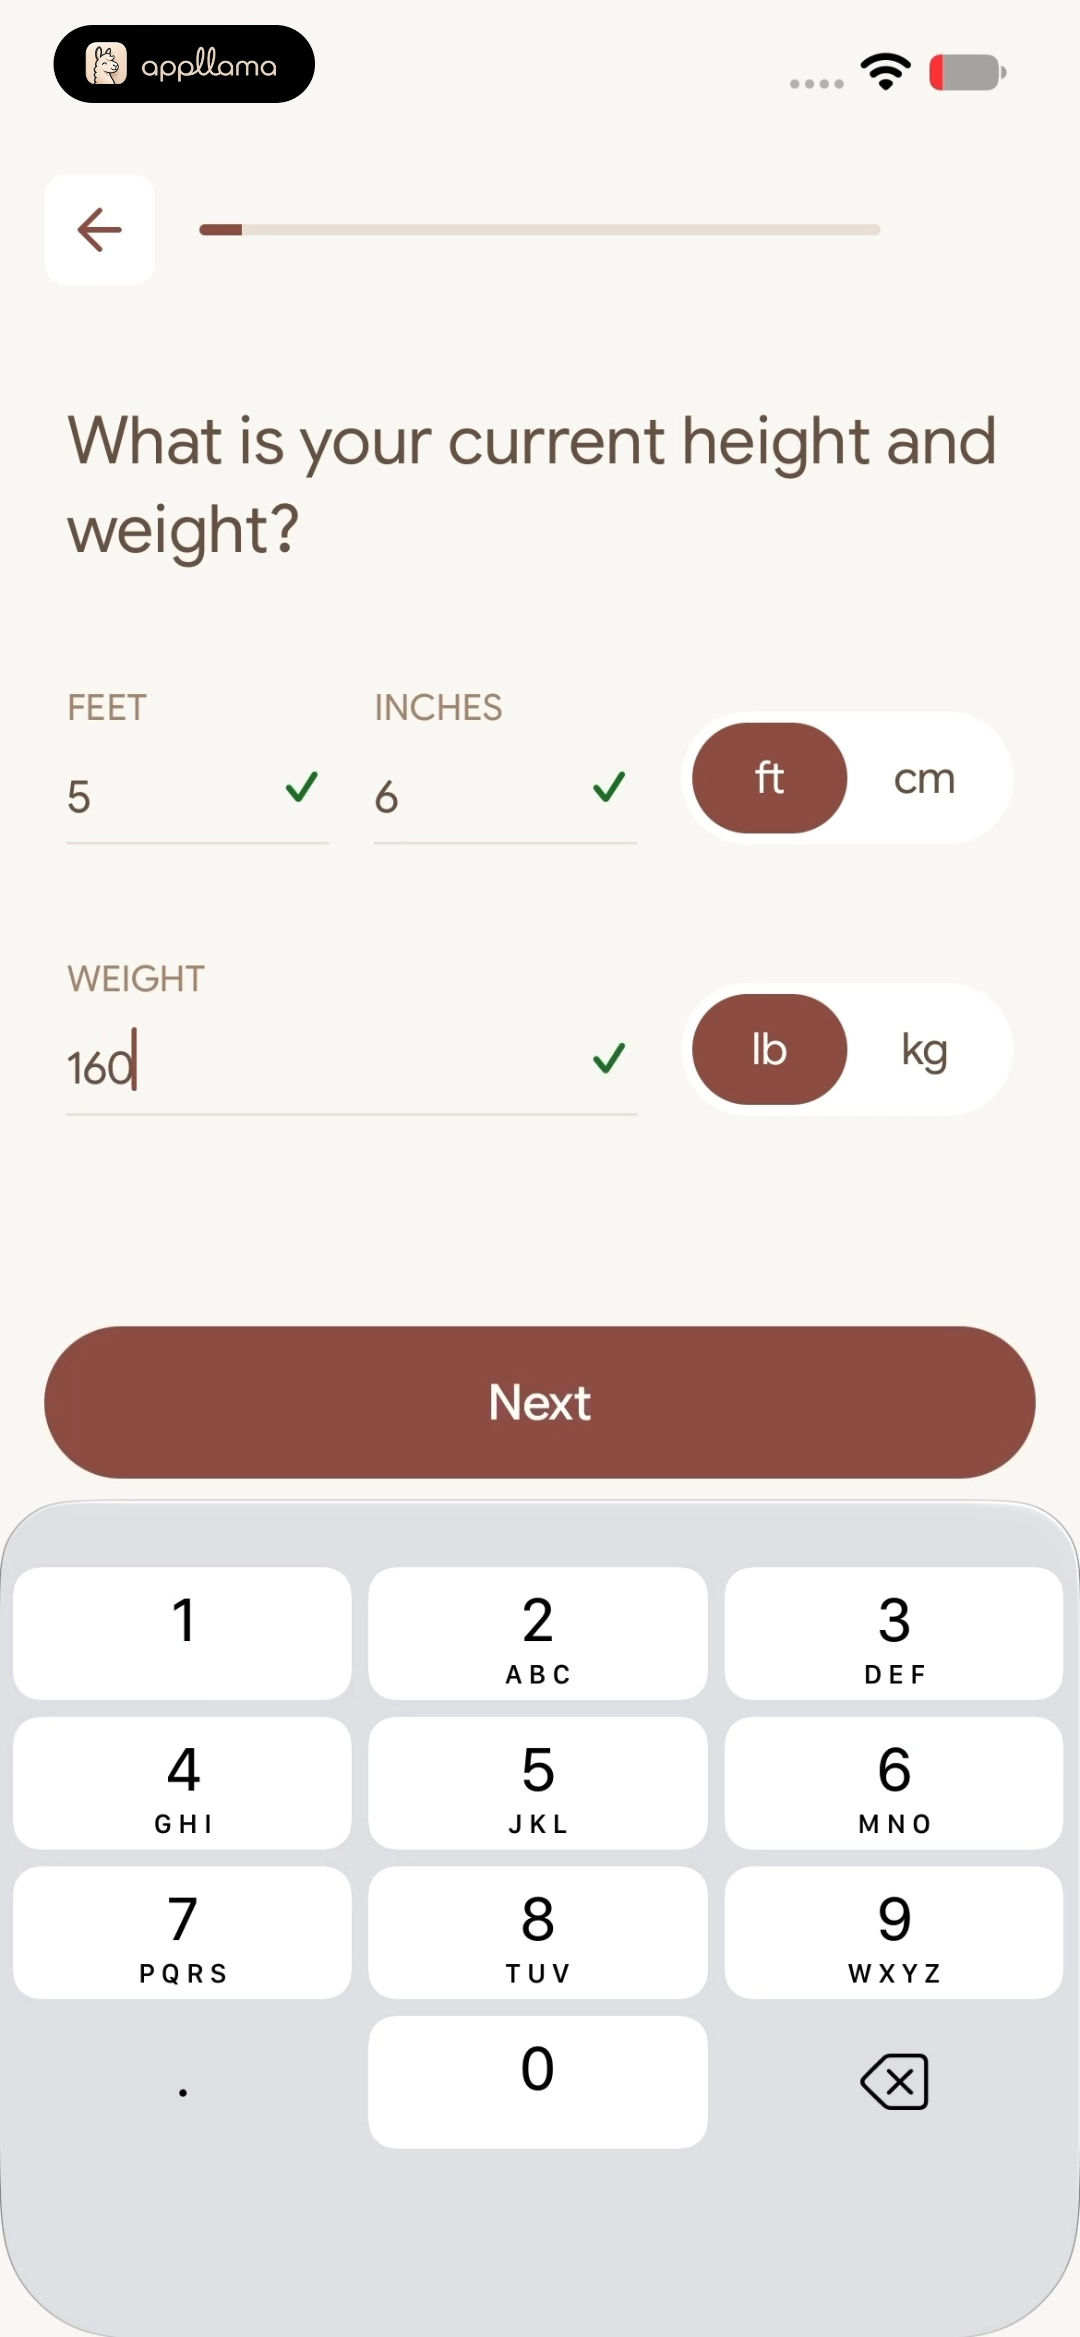 appllama
What is your current height and
weight?
FEET
INCHES
5
6
ft
cm
WEIGHT
160
lb
kg
Next
1
2
ABC
3
DEF
4
GHI
5
JKL
6
MNO
7
PQRS
8
TUV
9
WXYZ
.
0